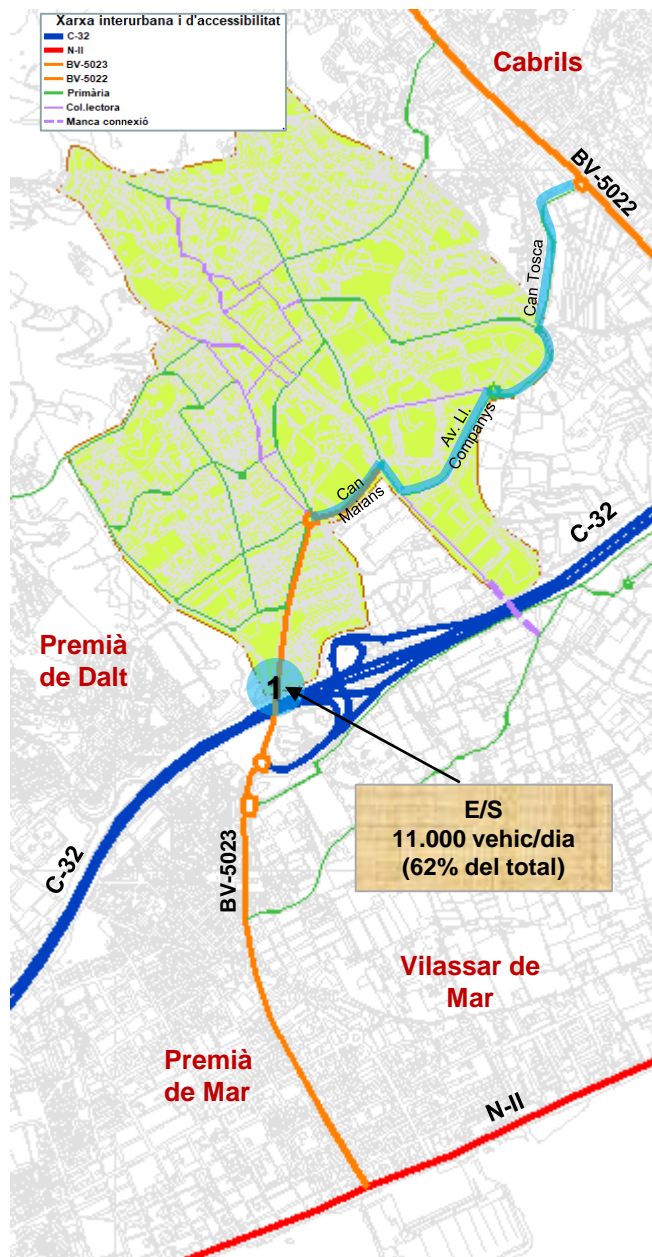 Xarxa interurbana i d'accessibilitat
C-32
N-II
BV-5023
BV-5022
Primària
Col.lectora
Manca connexió
Cabrils
BV-5022
Can Tosca
Av. Ll.
Companys
Can
Maians
C-32
Premià
de Dalt
1
E/S
11.000 vehic/dia
(62% del total)
C-32
BV-5023
Vilassar de
Mar
Premià
de Mar
N-II